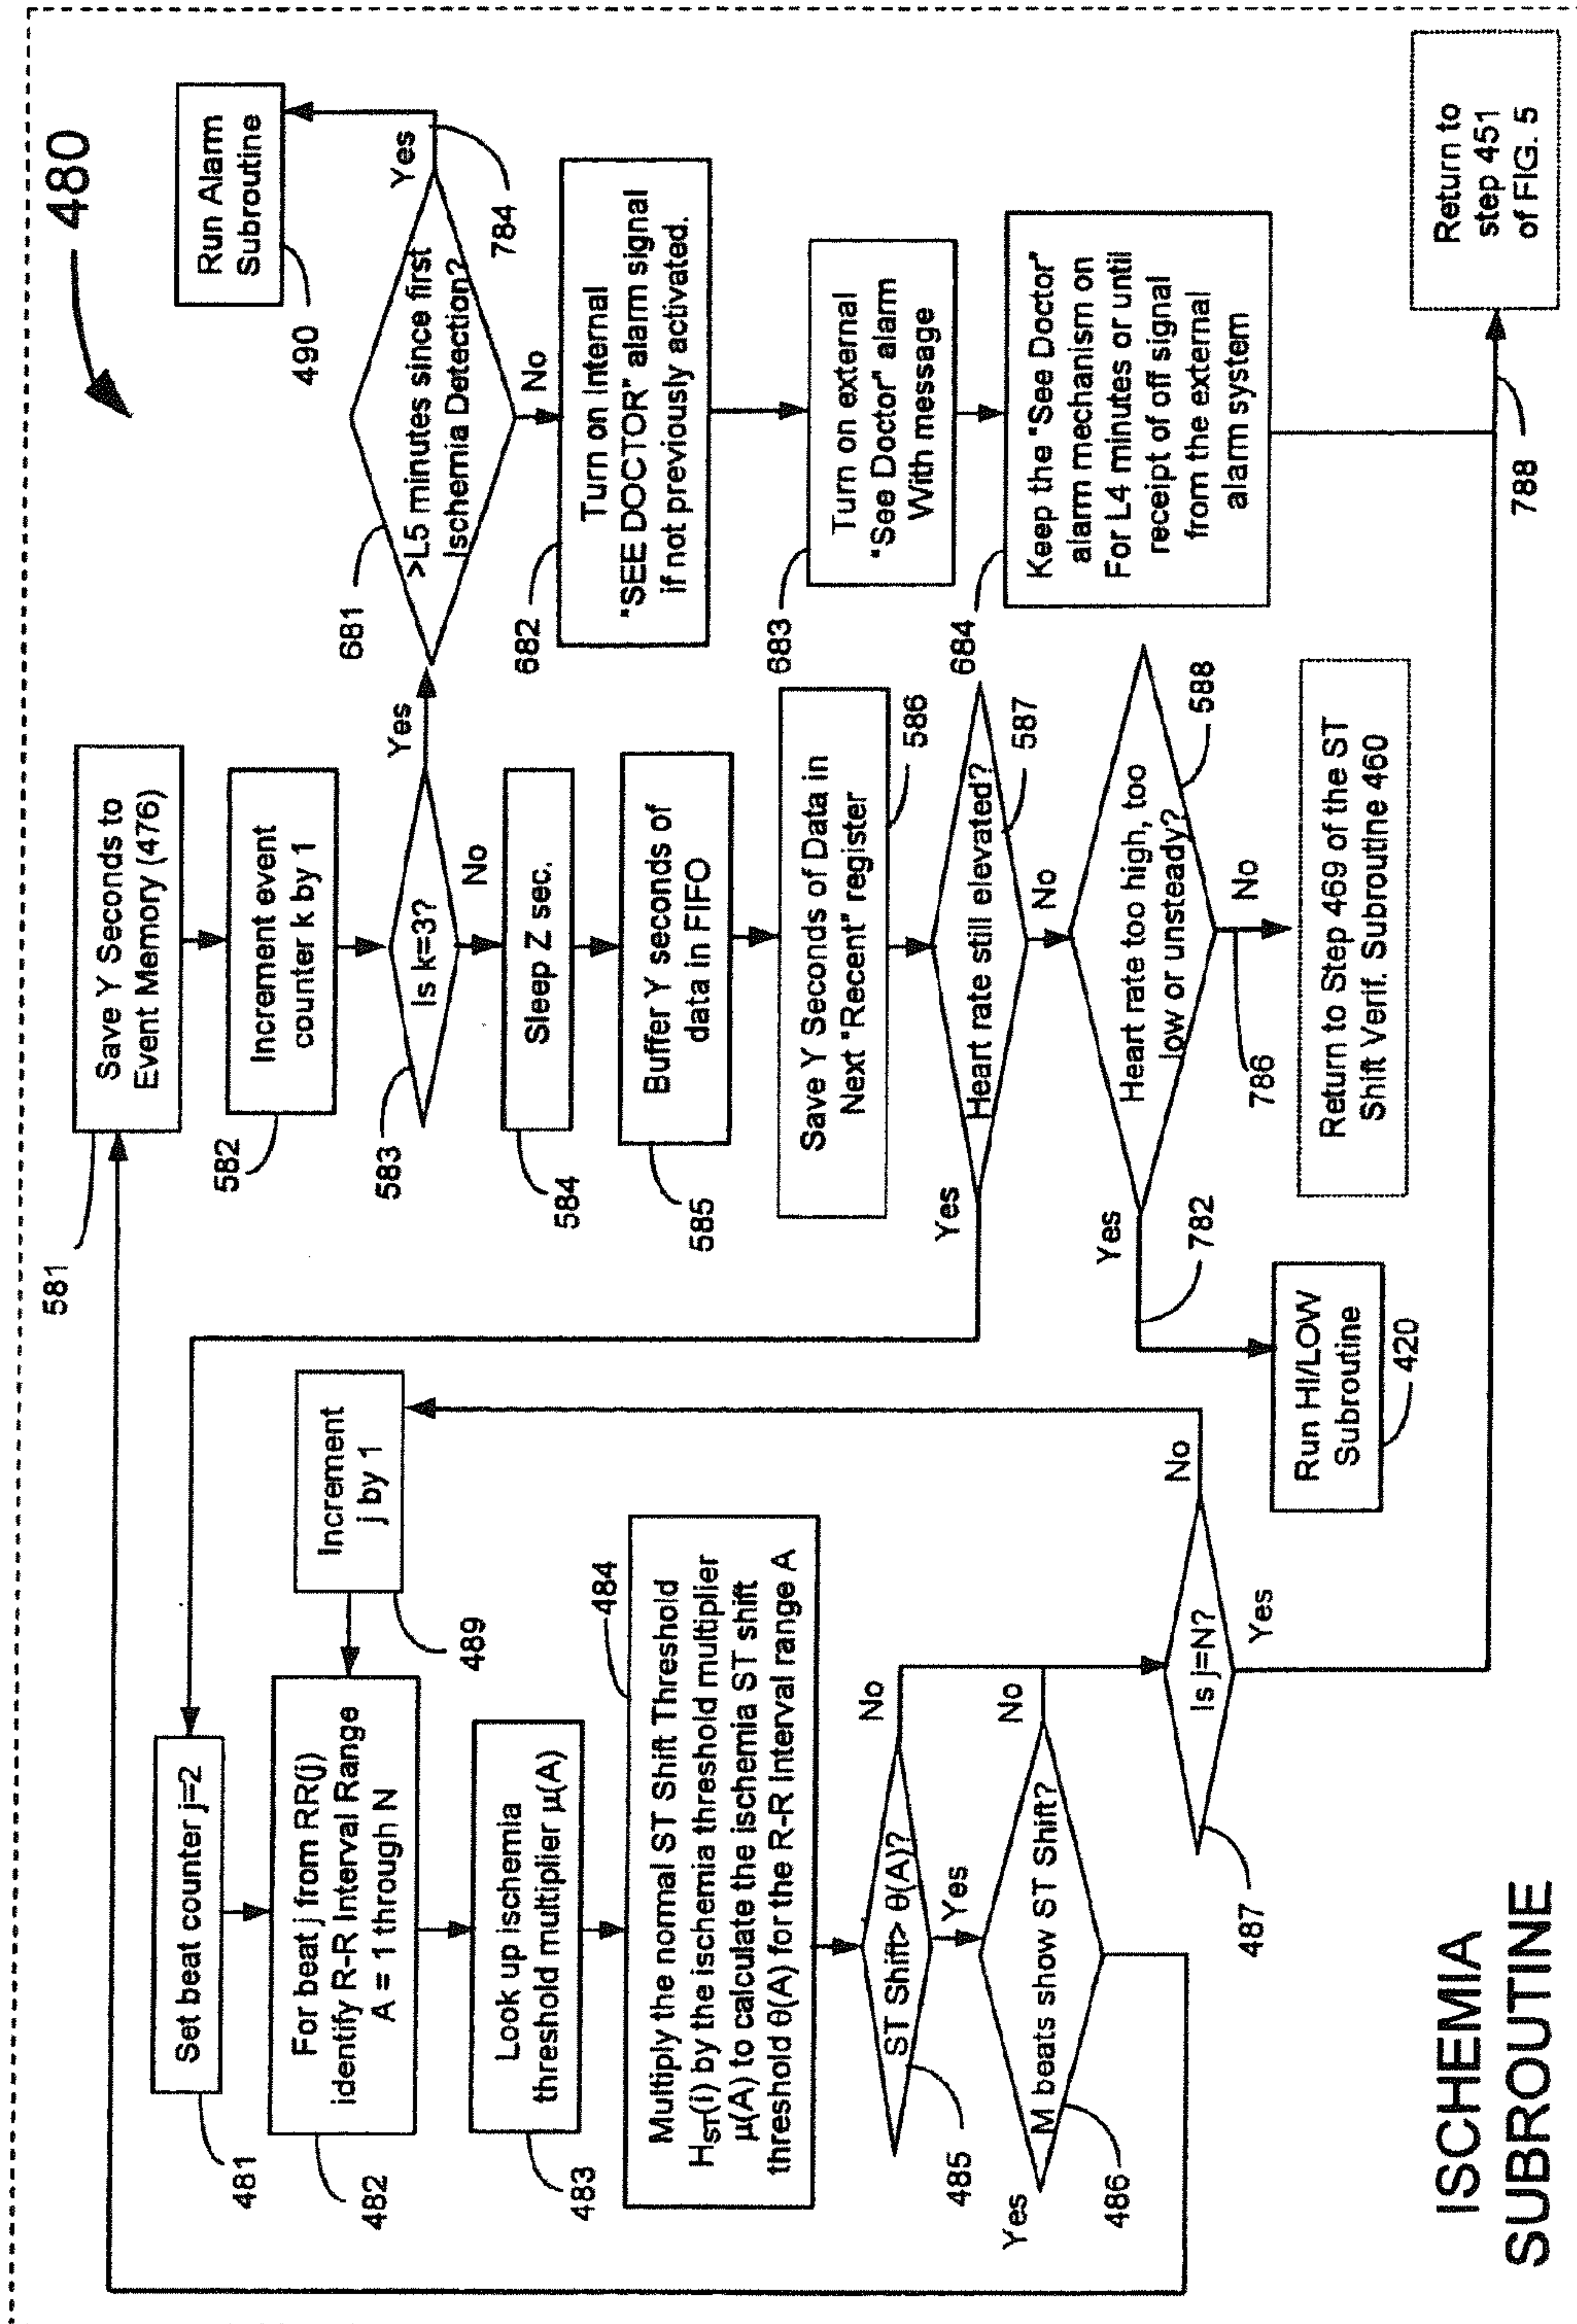 480
581
Save Y Seconds to
Event Memory (476)
582
Increment event
counter k by 1
583
Is k=3?
Yes
No
584
Sleep Z sec.
585
Buffer Y seconds of
data in FIFO
Save Y Seconds of Data in
Next "Recent" register
586
Heart rate still elevated?
587
Yes
No
Heart rate too high, too
low or unsteady?
588
Yes
782
No
786
Run HI/LOW
Subroutine
420
Return to Step 469 of the ST
Shift Verif. Subroutine 460
681
>L5 minutes since first
Ischemia Detection?
Yes
784
No
Run Alarm
Subroutine
490
682
Turn on Internal
"SEE DOCTOR" alarm signal
if not previously activated.
683
Turn on external
"See Doctor" alarm
With message
684
Keep the "See Doctor"
alarm mechanism on
For L4 minutes or until
receipt of off signal
from the external
alarm system
788
Return to
step 451
of FIG. 5
Set beat counter j=2
481
For beat j from RR(j)
identify R-R Interval Range
A = 1 through N
482
Increment
j by 1
489
Look up ischemia
threshold multiplier µ(A)
483
484
Multiply the normal ST Shift Threshold
HST(i) by the ischemia threshold multiplier
µ(A) to calculate the ischemia ST shift
threshold θ(A) for the R-R Interval range A
ST Shift> θ(A)?
485
No
Yes
M beats show ST Shift?
486
Yes
No
Is j=N?
487
No
Yes
ISCHEMIA
SUBROUTINE